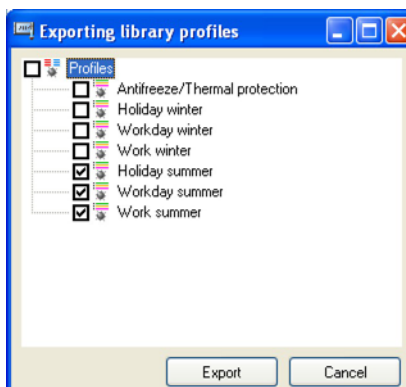 Exporting library profiles
Profiles
Antifreeze/Thermal protection
Holiday winter
Workday winter
Work winter
Holiday summer
Workday summer
Work summer
Export Cancel